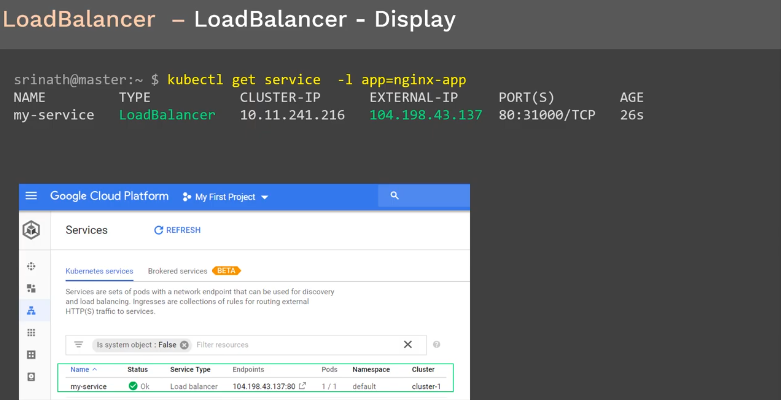 LoadBalancer – LoadBalancer - Display
srinath@master:~ $ kubectl get service -l app=nginx-app
NAME TYPE CLUSTER-IP EXTERNAL-IP PORT(S) AGE
my-service LoadBalancer 10.11.241.216 104.198.43.137 80:31000/TCP 26s
Google Cloud Platform My First Project
Services REFRESH
Kubernetes services Brokered services BETA
Services are sets of pods with a network endpoint that can be used for discovery
and load balancing. Ingresses are collections of rules for routing external
HTTP(S) traffic to services.
Is system object : False Filter resources
Name Status Service Type Endpoints Pods Namespace Cluster
my-service Ok Load balancer 104.198.43.137:80 1 / 1 default cluster-1